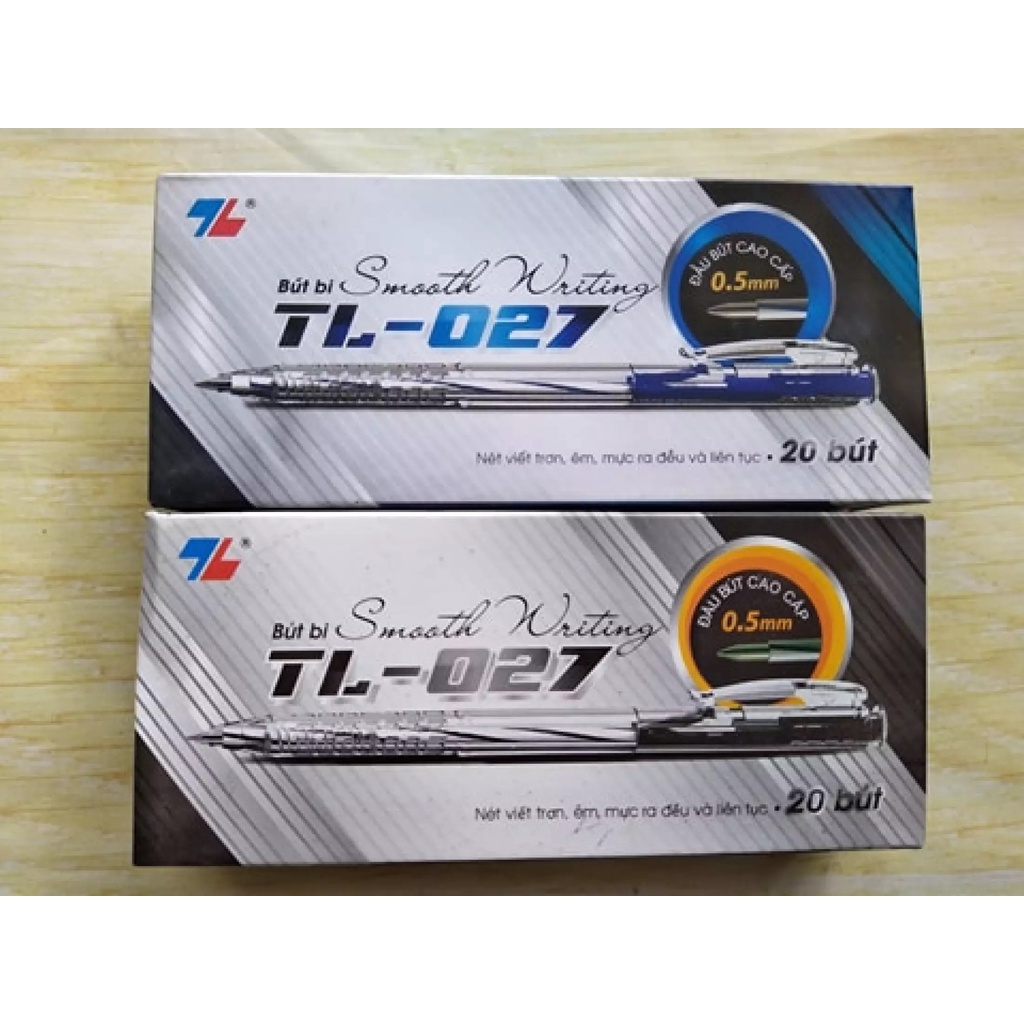 TL®
ĐẦU BÚT CAO CẤP
0.5mm
Bút bi Smooth Writing
TL-027
Nét viết trơn, êm, mực ra đều và liên tục • 20 bút
TL®
ĐẦU BÚT CAO CẤP
0.5mm
Bút bi Smooth Writing
TL-027
Nét viết trơn, êm, mực ra đều và liên tục • 20 bút